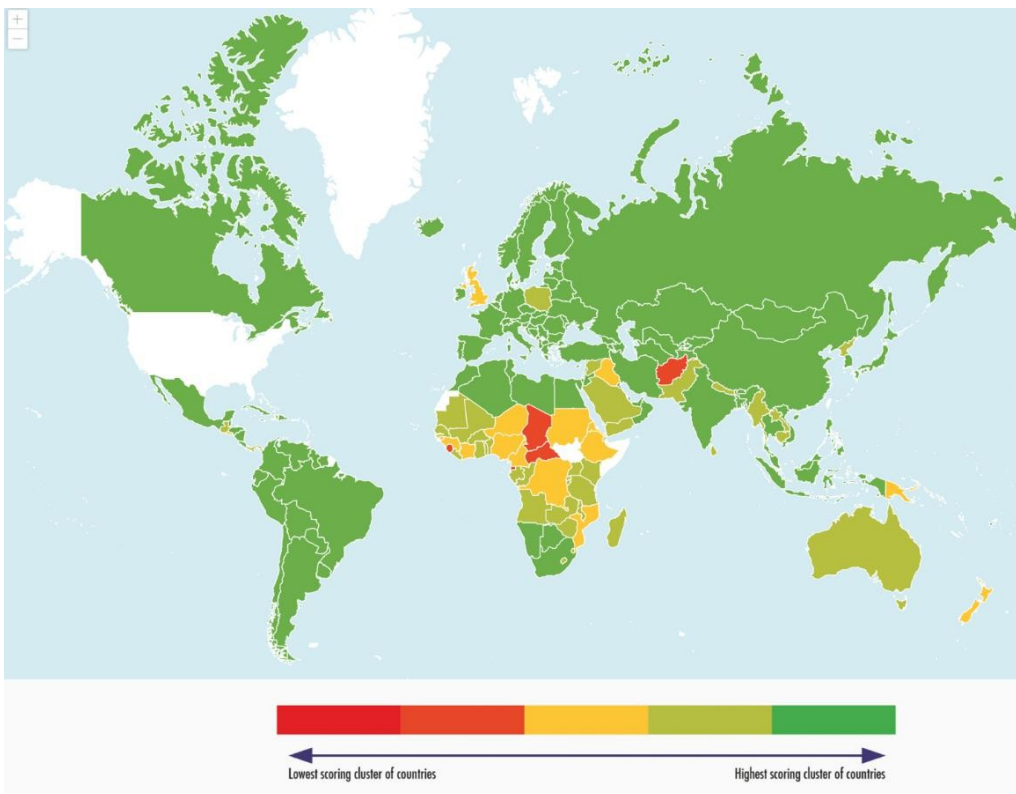 +
−
Lowest scoring cluster of countries
Highest scoring cluster of countries